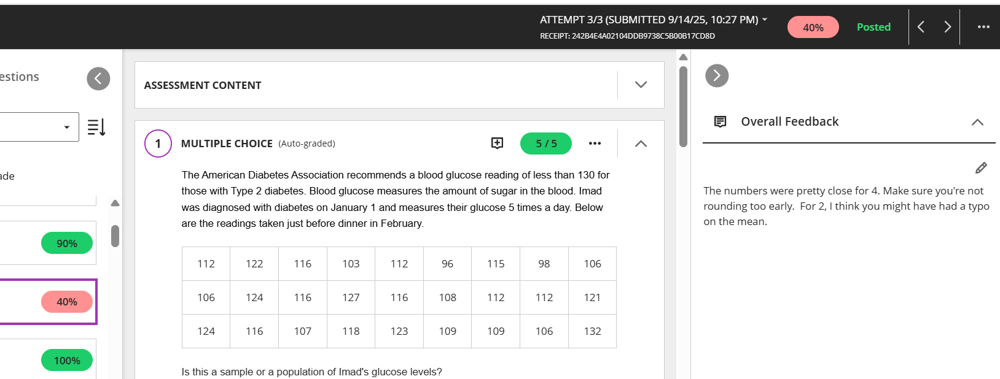 ATTEMPT 3/3 (SUBMITTED 9/14/25, 10:27 PM)
RECEIPT: 242B4E4A02104DDB9738C5B00B17CD8D
40%
Posted
estions
ade
90%
40%
100%
ASSESSMENT CONTENT
1 MULTIPLE CHOICE (Auto-graded) 5 / 5
The American Diabetes Association recommends a blood glucose reading of less than 130 for
those with Type 2 diabetes. Blood glucose measures the amount of sugar in the blood. Imad
was diagnosed with diabetes on January 1 and measures their glucose 5 times a day. Below
are the readings taken just before dinner in February.
112 122 116 103 112 96 115 98 106
106 124 116 127 116 108 112 112 121
124 116 107 118 123 109 109 106 132
Is this a sample or a population of Imad's glucose levels?
Overall Feedback
The numbers were pretty close for 4. Make sure you're not
rounding too early. For 2, I think you might have had a typo
on the mean.